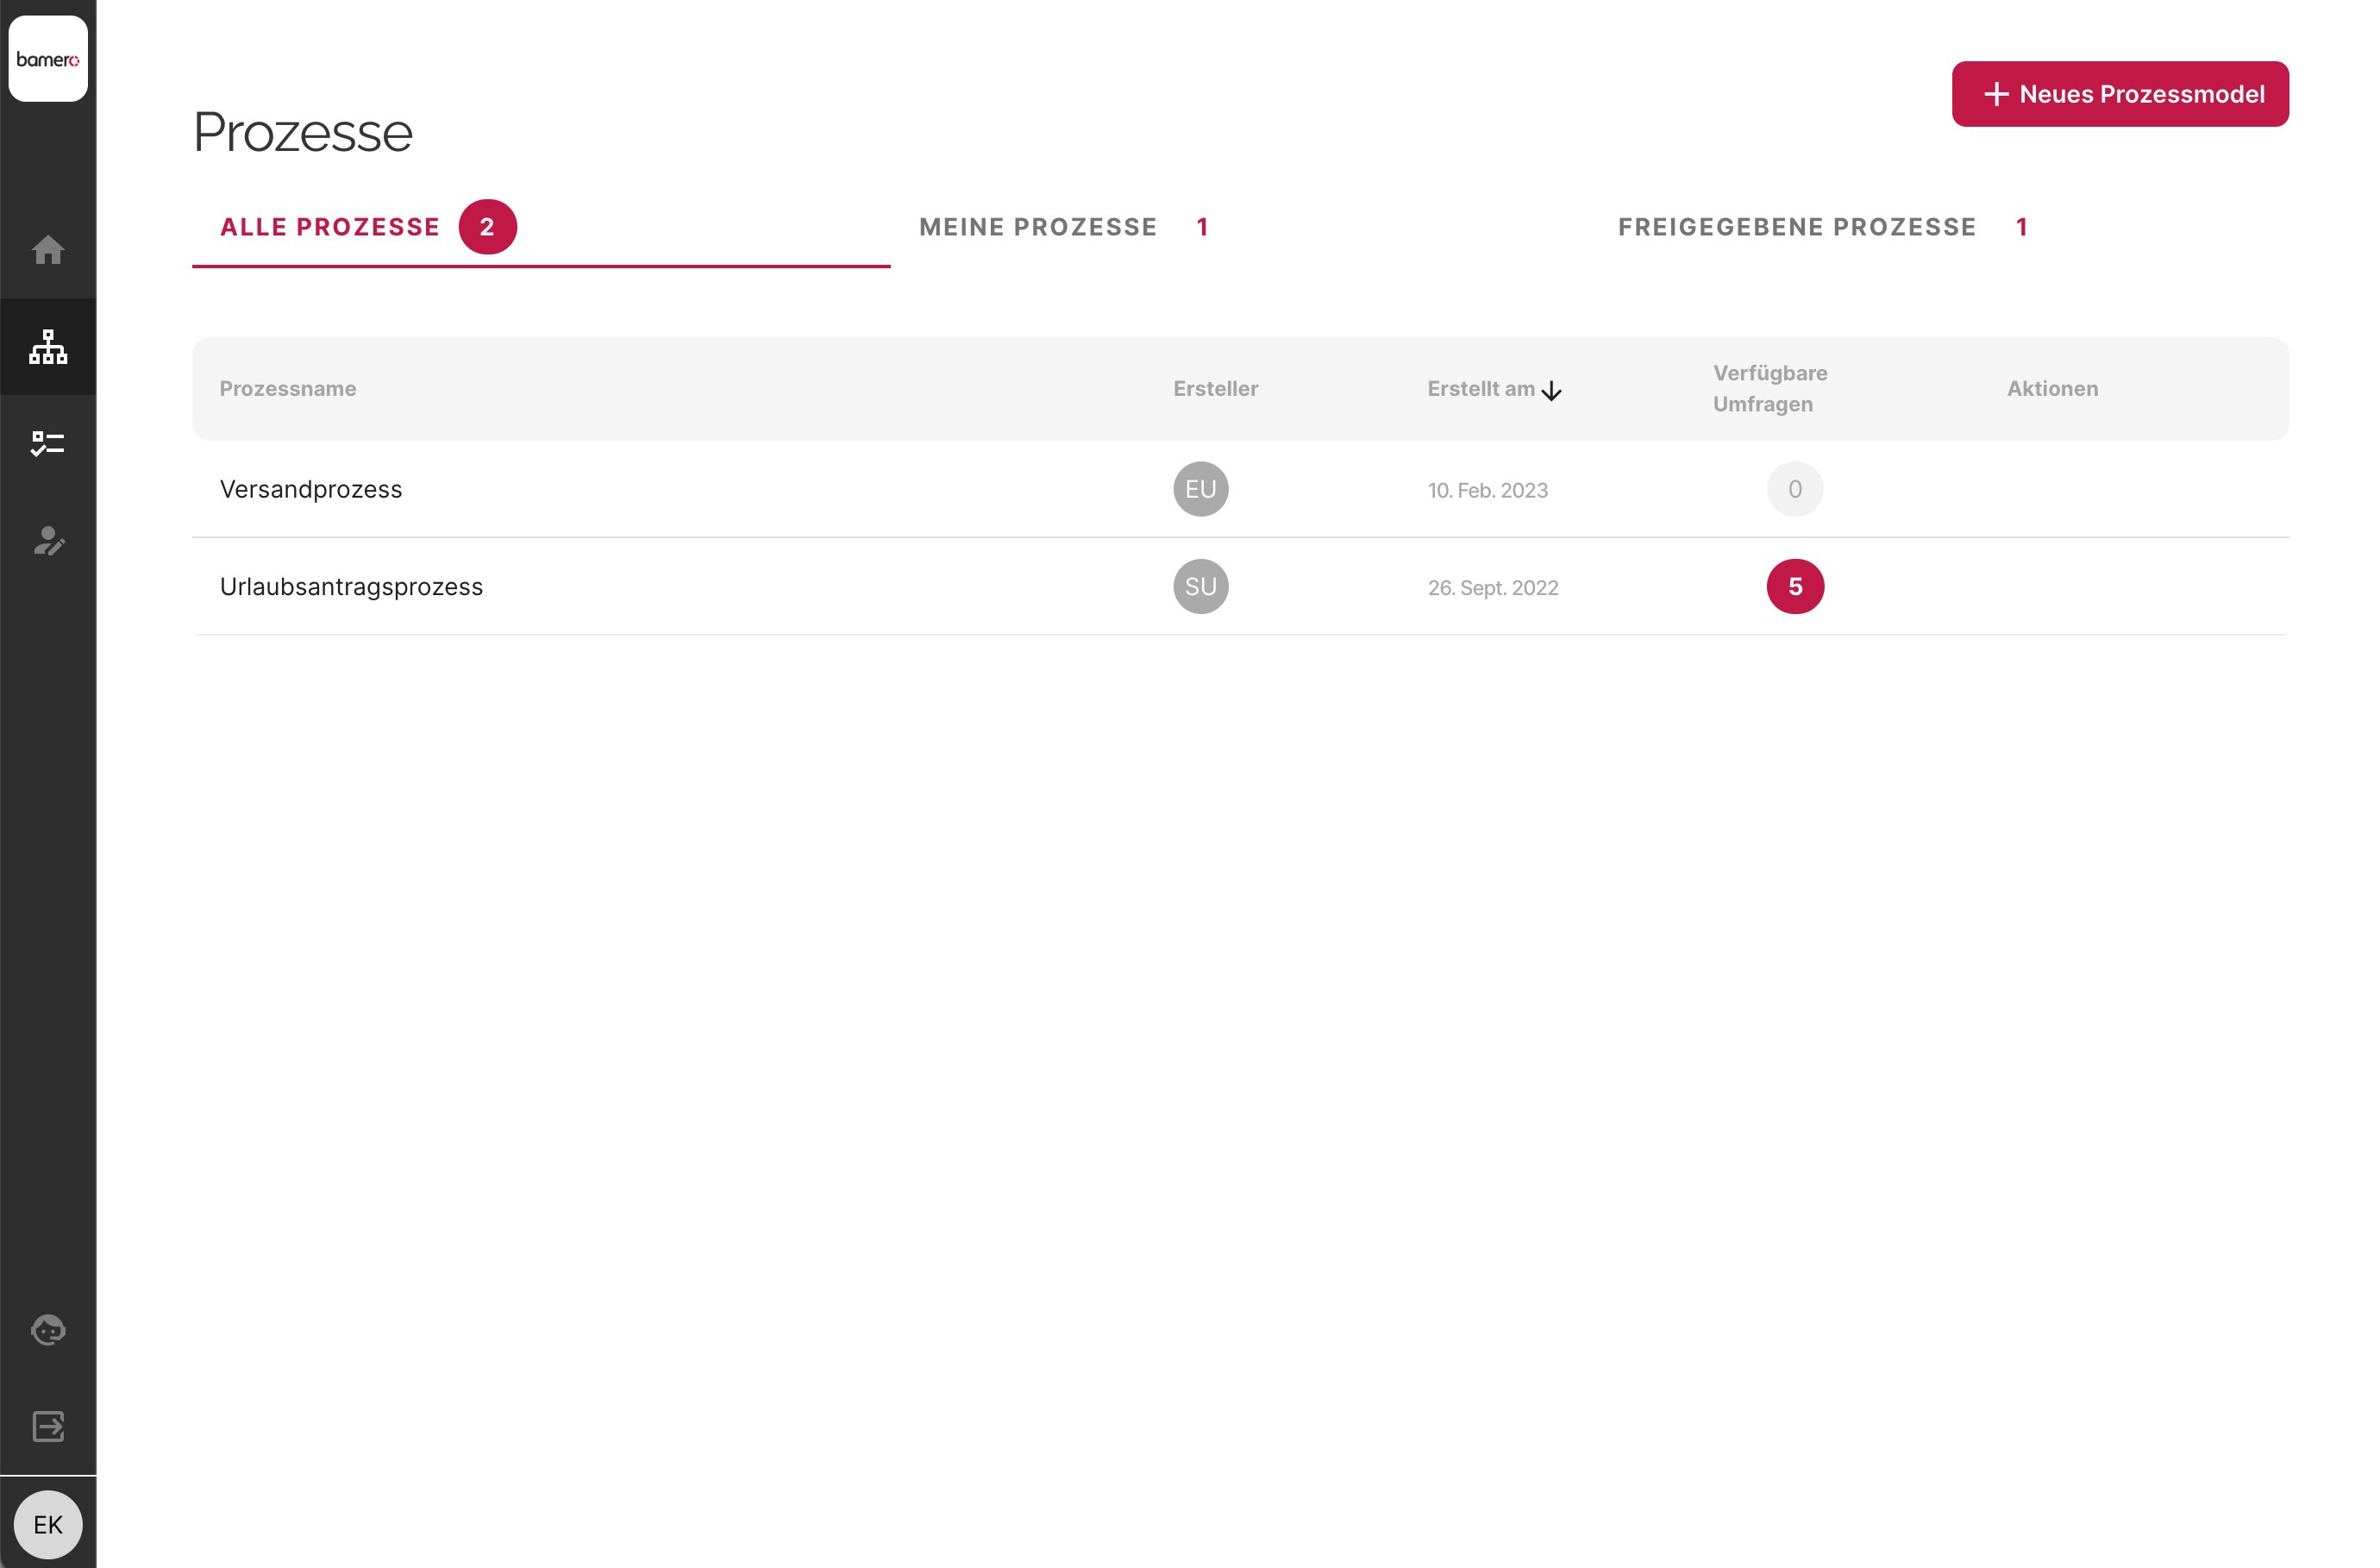 bamero
Neues Prozessmodel
Prozesse
ALLE PROZESSE 2 MEINE PROZESSE 1 FREIGEGEBENE PROZESSE 1
Prozessname Ersteller Erstellt am Verfügbare Umfragen Aktionen
Versandprozess EU 10. Feb. 2023 0
Urlaubsantragsprozess SU 26. Sept. 2022 5
EK